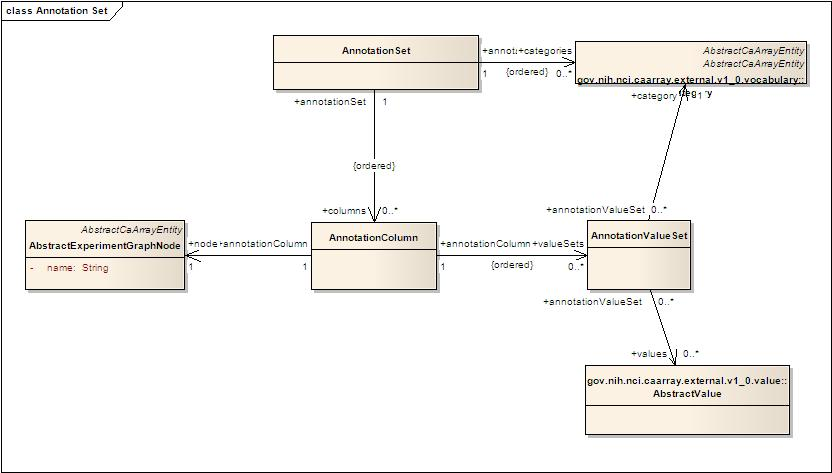 class Annotation Set
AnnotationSet
+categories
1
{ordered}
0..*
AbstractCaArrayEntity
AbstractCaArrayEntity
gov.nih.nci.caarray.external.v1_0.vocabulary::
+category
1
+annotationSet
1
{ordered}
+columns
0..*
+annotationValueSet
0..*
AbstractCaArrayEntity
AbstractExperimentGraphNode
- name: String
+node
annotationColumn
1
1
AnnotationColumn
+annotationColumn
+valueSets
1
{ordered}
0..*
AnnotationValueSet
+annotationValueSet
0..*
+values
0..*
gov.nih.nci.caarray.external.v1_0.value::
AbstractValue